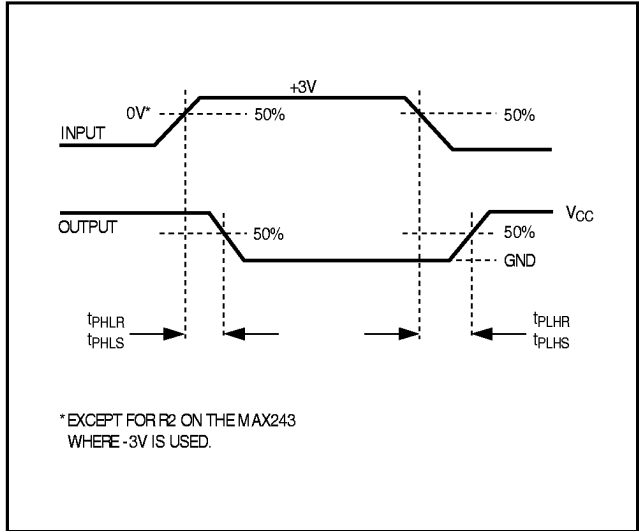 +3V
0V*
50%
50%
INPUT
VCC
OUTPUT
50%
50%
GND
tPHLR
tPHLS
tPLHR
tPLHS
* EXCEPT FOR R2 ON THE MAX243
WHERE -3V IS USED.